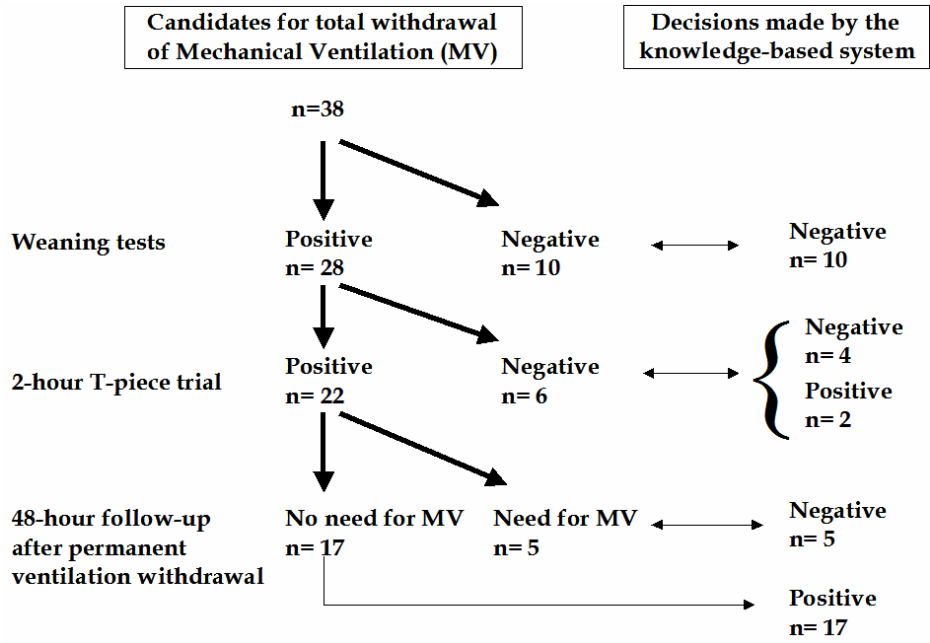 Candidates for total withdrawal
of Mechanical Ventilation (MV)
Decisions made by the
knowledge-based system
n=38
Weaning tests
Positive
n= 28
Negative
n= 10
Negative
n= 10
2-hour T-piece trial
Positive
n= 22
Negative
n= 6
Negative
n= 4
Positive
n= 2
48-hour follow-up
after permanent
ventilation withdrawal
No need for MV
n= 17
Need for MV
n= 5
Negative
n= 5
Positive
n= 17